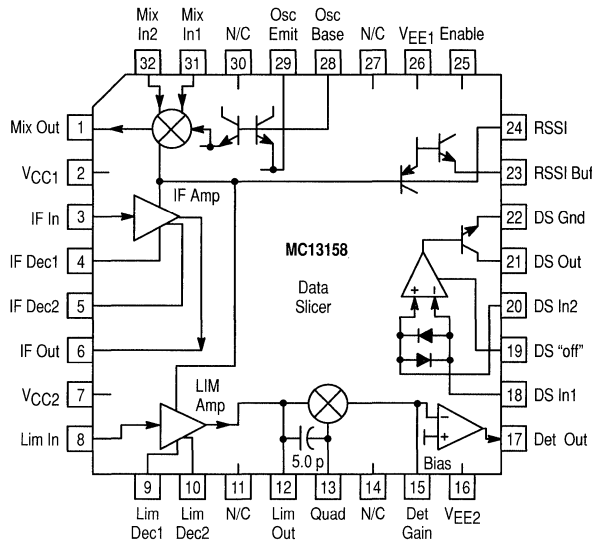 Mix In2
Mix In1
N/C
Osc Emit
Osc Base
N/C
VEE1
Enable
32
31
30
29
28
27
26
25
Mix Out
1
24
RSSI
VCC1
2
23
RSSI Buf
IF Amp
IF In
3
22
DS Gnd
MC13158
IF Dec1
4
21
DS Out
Data Slicer
+
–
IF Dec2
5
20
DS In2
IF Out
6
19
DS "off"
VCC2
7
18
DS In1
LIM Amp
Lim In
8
–
+
17
Det Out
5.0 p
Bias
9
10
11
12
13
14
15
16
Lim Dec1
Lim Dec2
N/C
Lim Out
Quad
N/C
Det Gain
VEE2